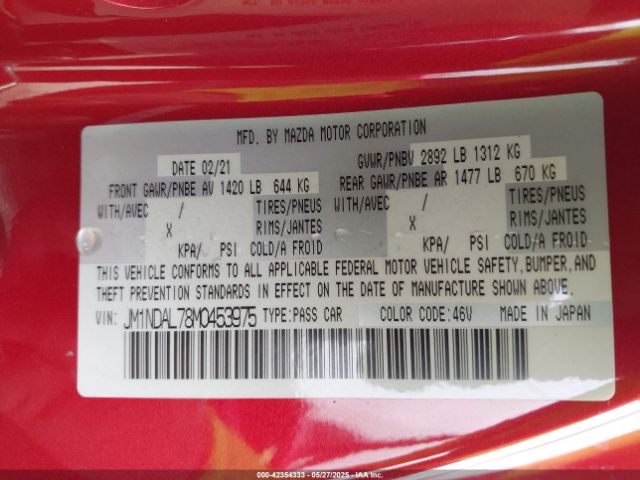 MFD. BY MAZDA MOTOR CORPORATION
DATE 02/21 GVWR/PNBV 2892 LB 1312 KG
FRONT GAWR/PNBE AV 1420 LB 644 KG REAR GAWR/PNBE AR 1477 LB 670 KG
WITH/AVEC / TIRES/PNEUS WITH/AVEC / TIRES/PNEUS
X RIMS/JANTES X RIMS/JANTES
KPA/ PSI COLD/A FROID KPA/ PSI COLD/A FROID
THIS VEHICLE CONFORMS TO ALL APPLICABLE FEDERAL MOTOR VEHICLE SAFETY, BUMPER, AND
THEFT PREVENTION STANDARDS IN EFFECT ON THE DATE OF MANUFACTURE SHOWN ABOVE.
VIN: JM1NDAL78M0453975 TYPE:PASS CAR COLOR CODE:46V MADE IN JAPAN
000-42354333 - 05/27/2025 - IAAI.COM